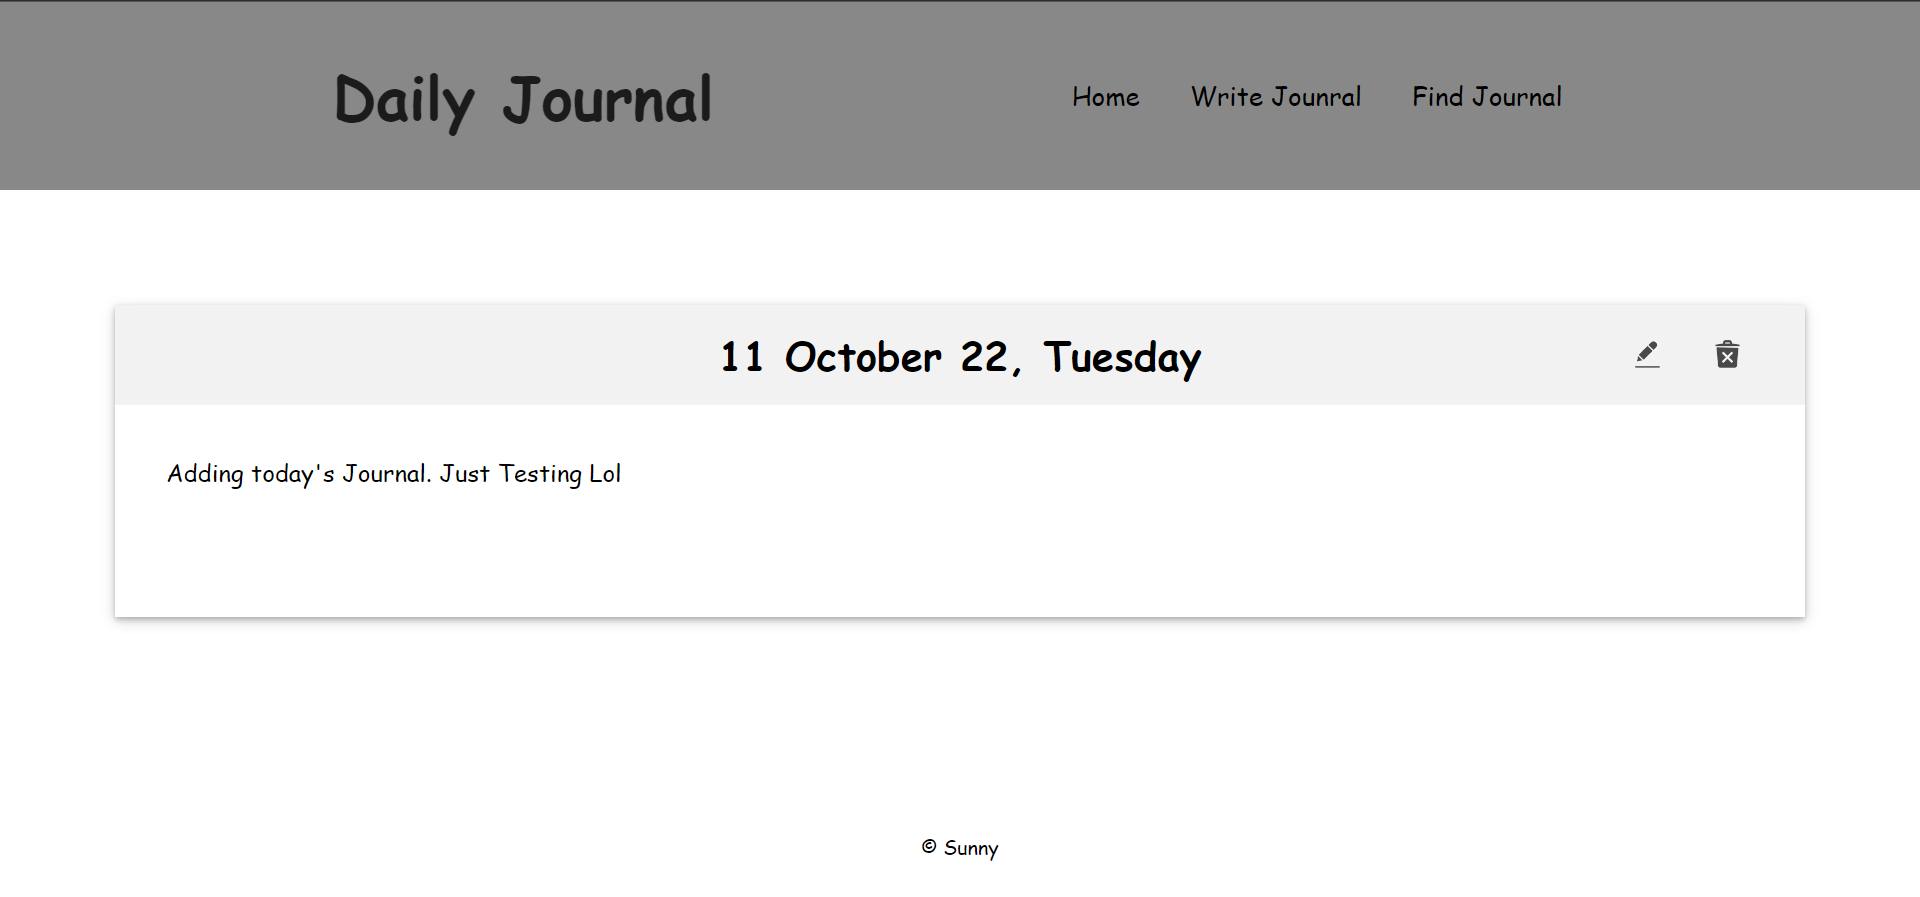 Daily Journal
Home Write Jounral Find Journal
11 October 22, Tuesday
Adding today's Journal. Just Testing Lol
© Sunny